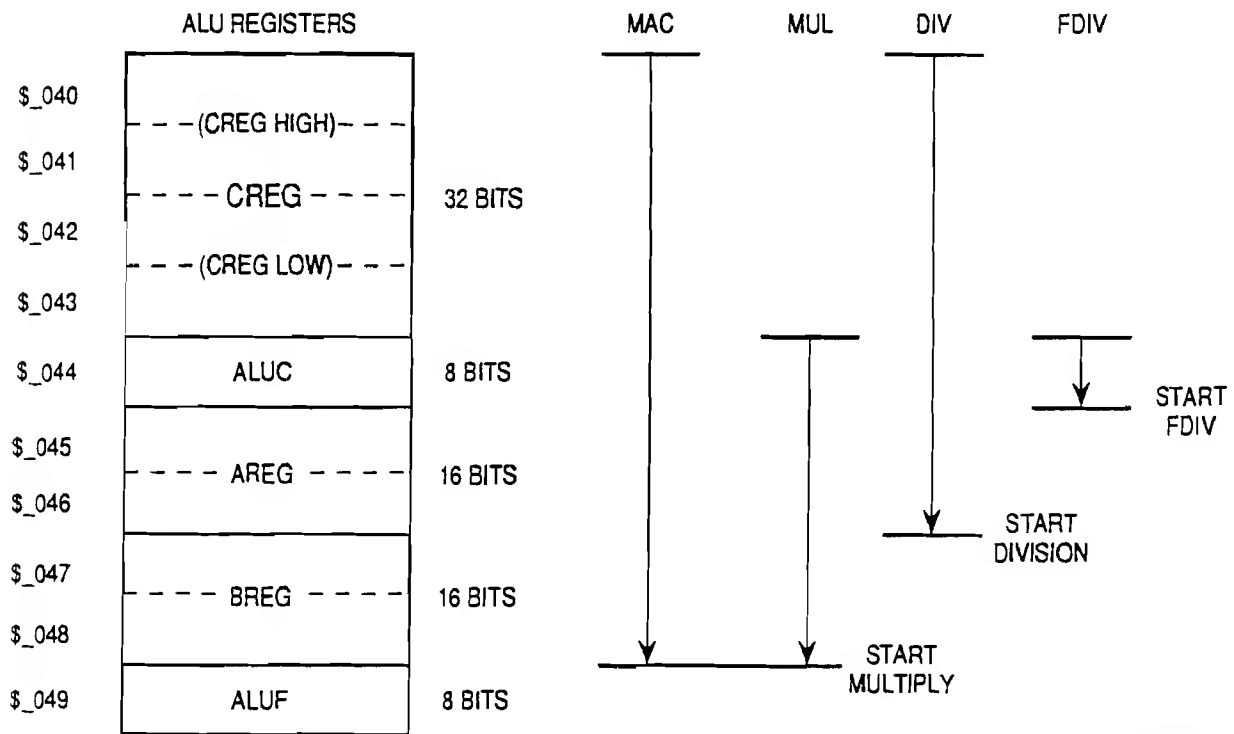 ALU REGISTERS MAC MUL DIV FDIV
$_040
(CREG HIGH)
$_041
CREG 32 BITS
$_042
(CREG LOW)
$_043
$_044 ALUC 8 BITS
START
FDIV
$_045
AREG 16 BITS
$_046
START
DIVISION
$_047
BREG 16 BITS
$_048
START
MULTIPLY
$_049 ALUF 8 BITS